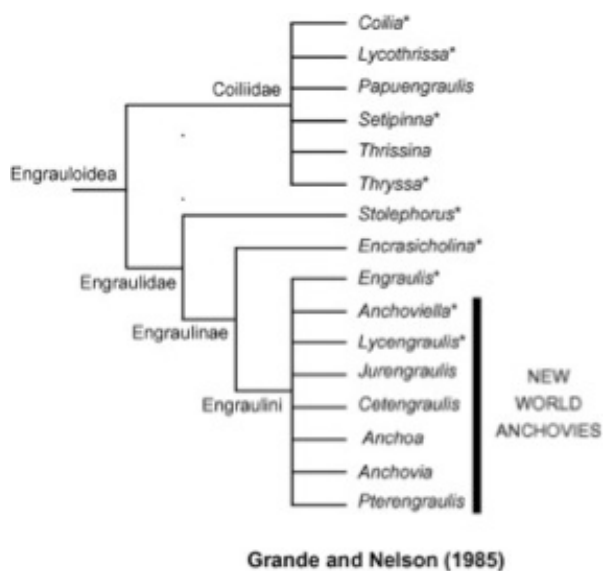 Coilia*
Lycothrissa*
Papuengraulis
Coiliidae
Setipinna*
Thrissina
Engrauloidea
Thryssa*
Stolephorus*
Encrasicholina*
Engraulidae
Engraulis*
Anchoviella*
Engraulinae
Lycengraulis*
Jurengraulis
Engraulini
Cetengraulis
Anchoa
Anchovia
Pterengraulis
NEW
WORLD
ANCHOVIES
Grande and Nelson (1985)